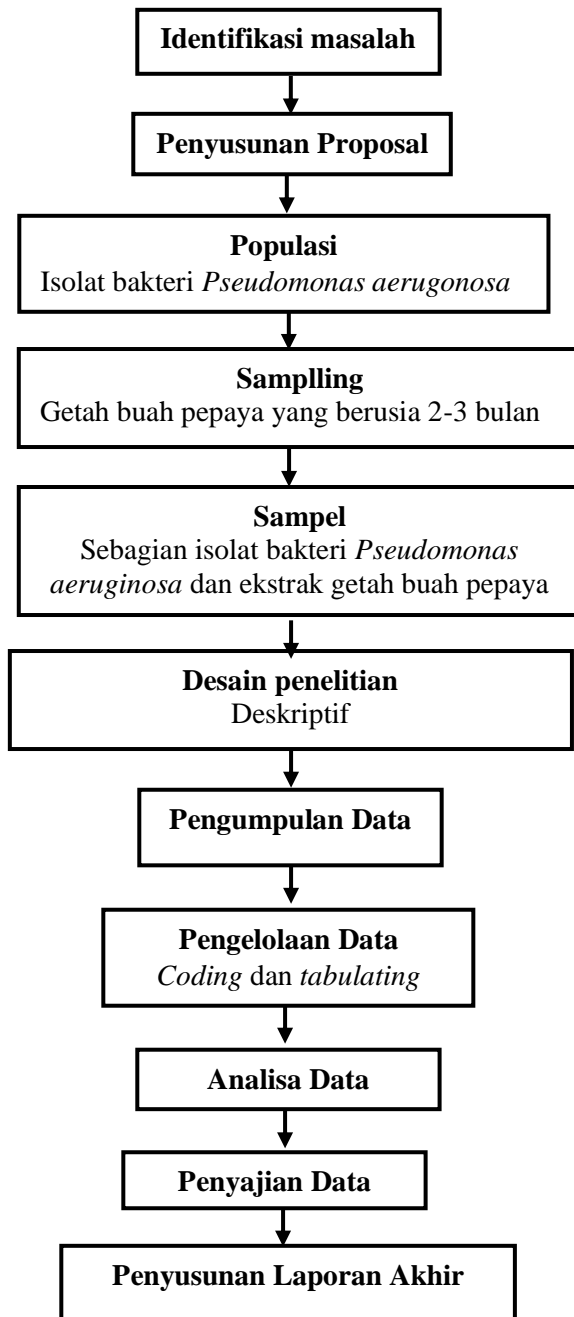 Identifikasi masalah
Penyusunan Proposal
Populasi
Isolat bakteri Pseudomonas aerugonosa
Samplling
Getah buah pepaya yang berusia 2-3 bulan
Sampel
Sebagian isolat bakteri Pseudomonas
aeruginosa dan ekstrak getah buah pepaya
Desain penelitian
Deskriptif
Pengumpulan Data
Pengelolaan Data
Coding dan tabulating
Analisa Data
Penyajian Data
Penyusunan Laporan Akhir